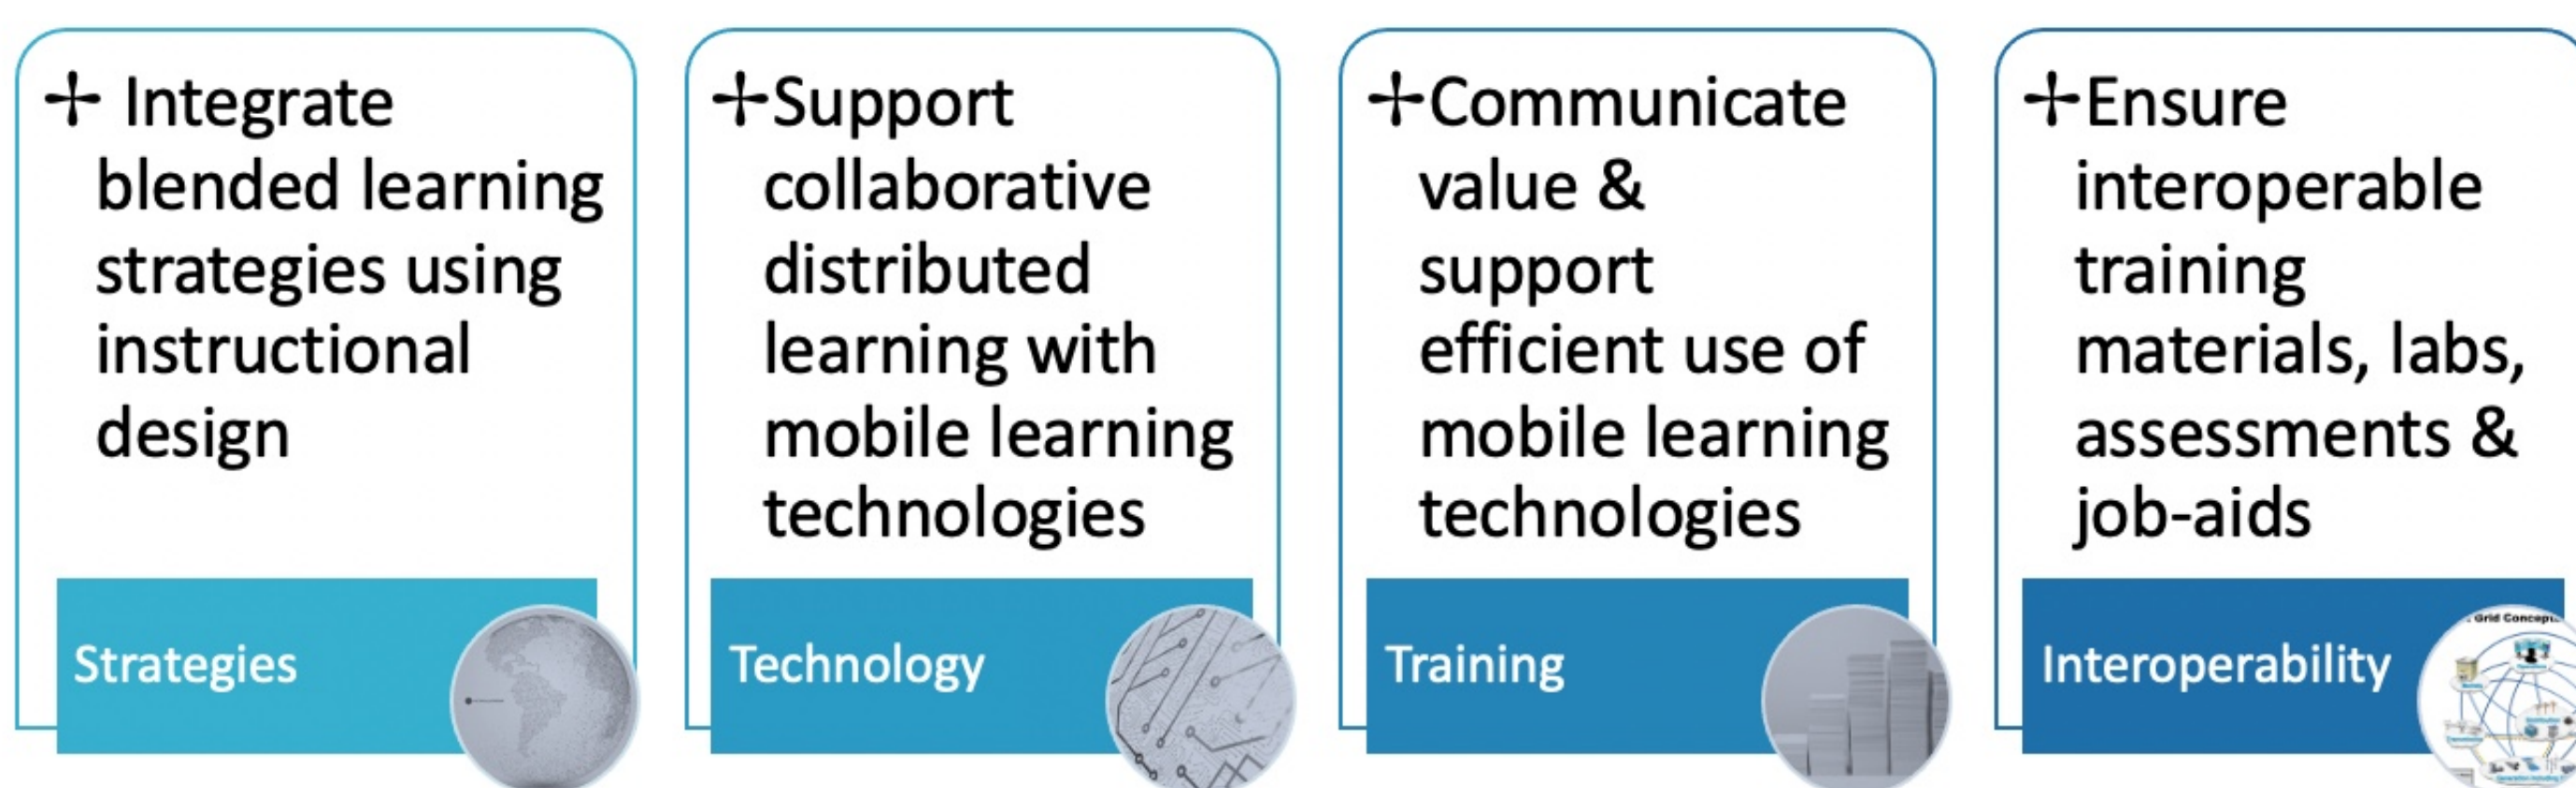 ✢ Integrate
blended learning
strategies using
instructional
design
Strategies
✢Support
collaborative
distributed
learning with
mobile learning
technologies
Technology
✢Communicate
value &
support
efficient use of
mobile learning
technologies
Training
✢Ensure
interoperable
training
materials, labs,
assessments &
job-aids
Interoperability
Grid